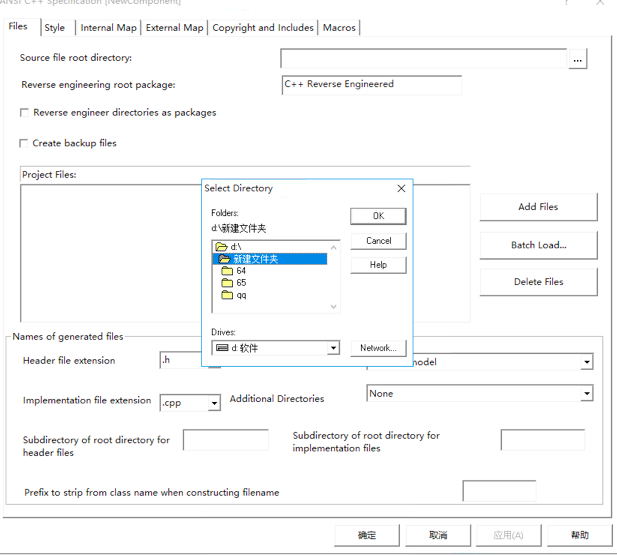 ANSI C++ Specification [NewComponent]
Files Style Internal Map External Map Copyright and Includes Macros
Source file root directory:
...
Reverse engineering root package:
C++ Reverse Engineered
Reverse engineer directories as packages
Create backup files
Project Files:
Add Files
Batch Load...
Delete Files
Select Directory
Folders:
d:\新建文件夹
OK
Cancel
Help
d:\
新建文件夹
64
65
qq
Drives:
d: 软件
Network...
Names of generated files
Header file extension
.h
model
Implementation file extension
.cpp
Additional Directories
None
Subdirectory of root directory for
header files
Subdirectory of root directory for
implementation files
Prefix to strip from class name when constructing filename
确定
取消
应用(A)
帮助